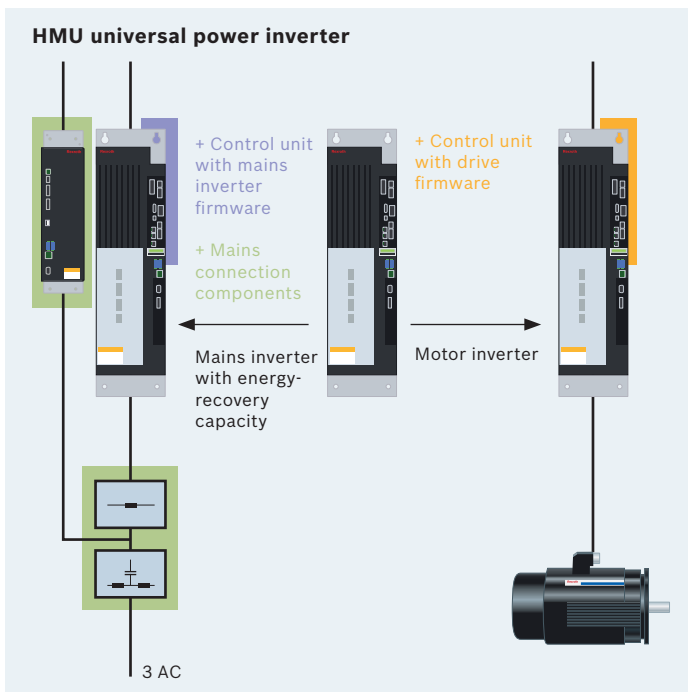 HMU universal power inverter
+ Control unit
with mains
inverter
firmware
+ Mains
connection
components
Mains inverter
with energy-
recovery
capacity
+ Control unit
with drive
firmware
Motor inverter
3 AC